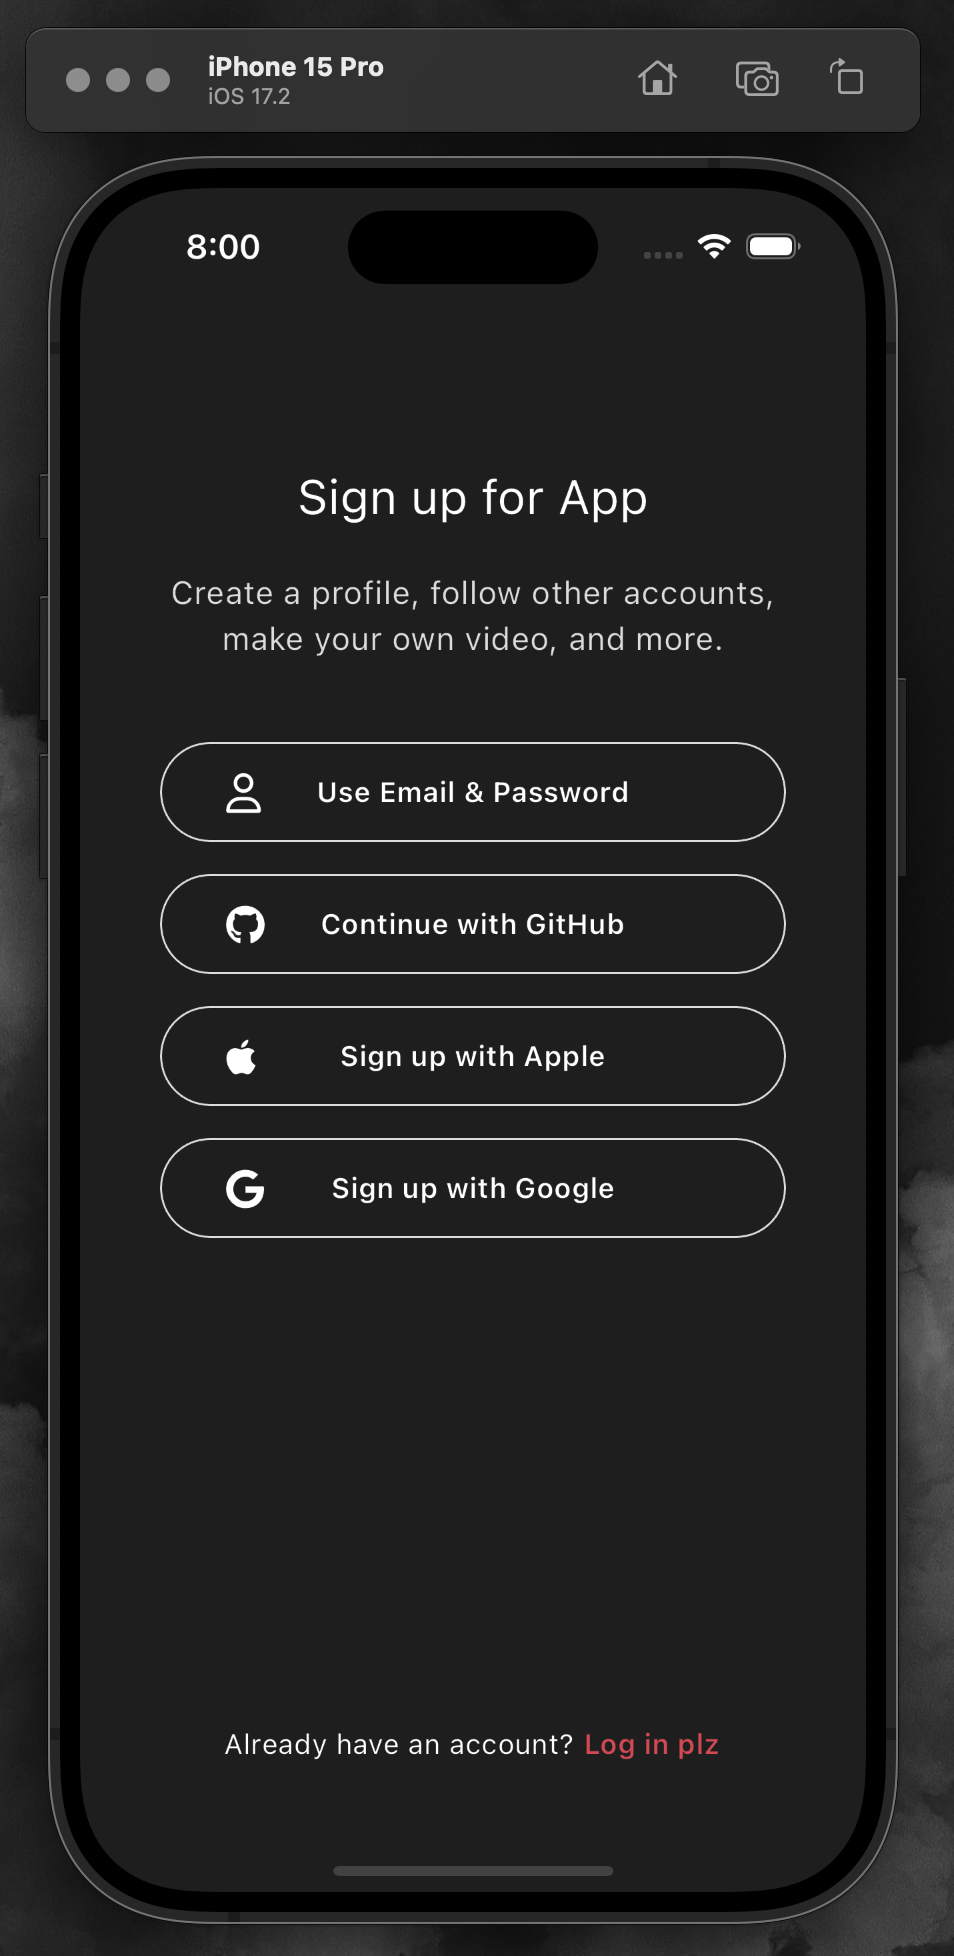 iPhone 15 Pro
iOS 17.2
8:00
Sign up for App
Create a profile, follow other accounts,
make your own video, and more.
Use Email & Password
Continue with GitHub
Sign up with Apple
Sign up with Google
Already have an account? Log in plz